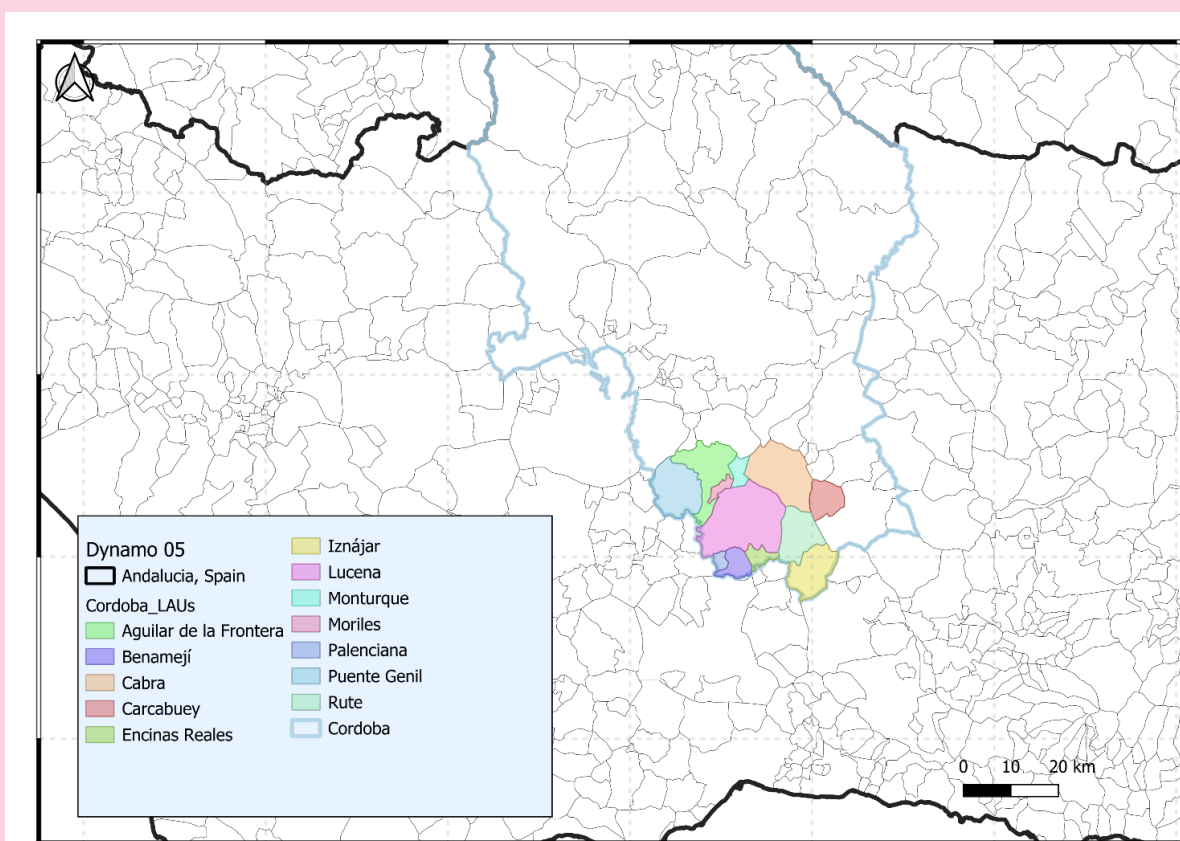 Dynamo 05
Andalucia, Spain
Cordoba_LAUs
Aguilar de la Frontera
Benamejí
Cabra
Carcabuey
Encinas Reales
Iznájar
Lucena
Monturque
Moriles
Palenciana
Puente Genil
Rute
Cordoba
0 10 20 km